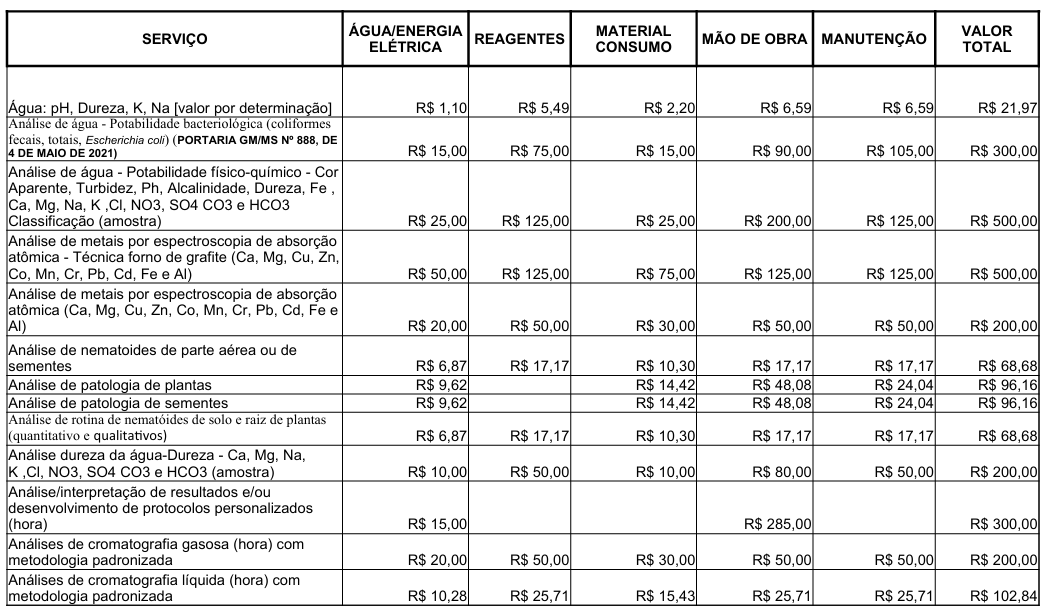 SERVIÇO ÁGUA/ENERGIA ELÉTRICA REAGENTES MATERIAL CONSUMO MÃO DE OBRA MANUTENÇÃO VALOR TOTAL
Água: pH, Dureza, K, Na [valor por determinação] R$ 1,10 R$ 5,49 R$ 2,20 R$ 6,59 R$ 6,59 R$ 21,97
Análise de água - Potabilidade bacteriológica (coliformes
fecais, totais, Escherichia coli) (PORTARIA GM/MS Nº 888, DE
4 DE MAIO DE 2021) R$ 15,00 R$ 75,00 R$ 15,00 R$ 90,00 R$ 105,00 R$ 300,00
Análise de água - Potabilidade físico-químico - Cor
Aparente, Turbidez, Ph, Alcalinidade, Dureza, Fe ,
Ca, Mg, Na, K ,Cl, NO3, SO4 CO3 e HCO3
Classificação (amostra) R$ 25,00 R$ 125,00 R$ 25,00 R$ 200,00 R$ 125,00 R$ 500,00
Análise de metais por espectroscopia de absorção
atômica - Técnica forno de grafite (Ca, Mg, Cu, Zn,
Co, Mn, Cr, Pb, Cd, Fe e Al) R$ 50,00 R$ 125,00 R$ 75,00 R$ 125,00 R$ 125,00 R$ 500,00
Análise de metais por espectroscopia de absorção
atômica (Ca, Mg, Cu, Zn, Co, Mn, Cr, Pb, Cd, Fe e
Al) R$ 20,00 R$ 50,00 R$ 30,00 R$ 50,00 R$ 50,00 R$ 200,00
Análise de nematoides de parte aérea ou de
sementes R$ 6,87 R$ 17,17 R$ 10,30 R$ 17,17 R$ 17,17 R$ 68,68
Análise de patologia de plantas R$ 9,62 R$ 14,42 R$ 48,08 R$ 24,04 R$ 96,16
Análise de patologia de sementes R$ 9,62 R$ 14,42 R$ 48,08 R$ 24,04 R$ 96,16
Análise de rotina de nematóides de solo e raiz de plantas
(quantitativo e qualitativos) R$ 6,87 R$ 17,17 R$ 10,30 R$ 17,17 R$ 17,17 R$ 68,68
Análise dureza da água-Dureza - Ca, Mg, Na,
K ,Cl, NO3, SO4 CO3 e HCO3 (amostra) R$ 10,00 R$ 50,00 R$ 10,00 R$ 80,00 R$ 50,00 R$ 200,00
Análise/interpretação de resultados e/ou
desenvolvimento de protocolos personalizados
(hora) R$ 15,00 R$ 285,00 R$ 300,00
Análises de cromatografia gasosa (hora) com
metodologia padronizada R$ 20,00 R$ 50,00 R$ 30,00 R$ 50,00 R$ 50,00 R$ 200,00
Análises de cromatografia líquida (hora) com
metodologia padronizada R$ 10,28 R$ 25,71 R$ 15,43 R$ 25,71 R$ 25,71 R$ 102,84